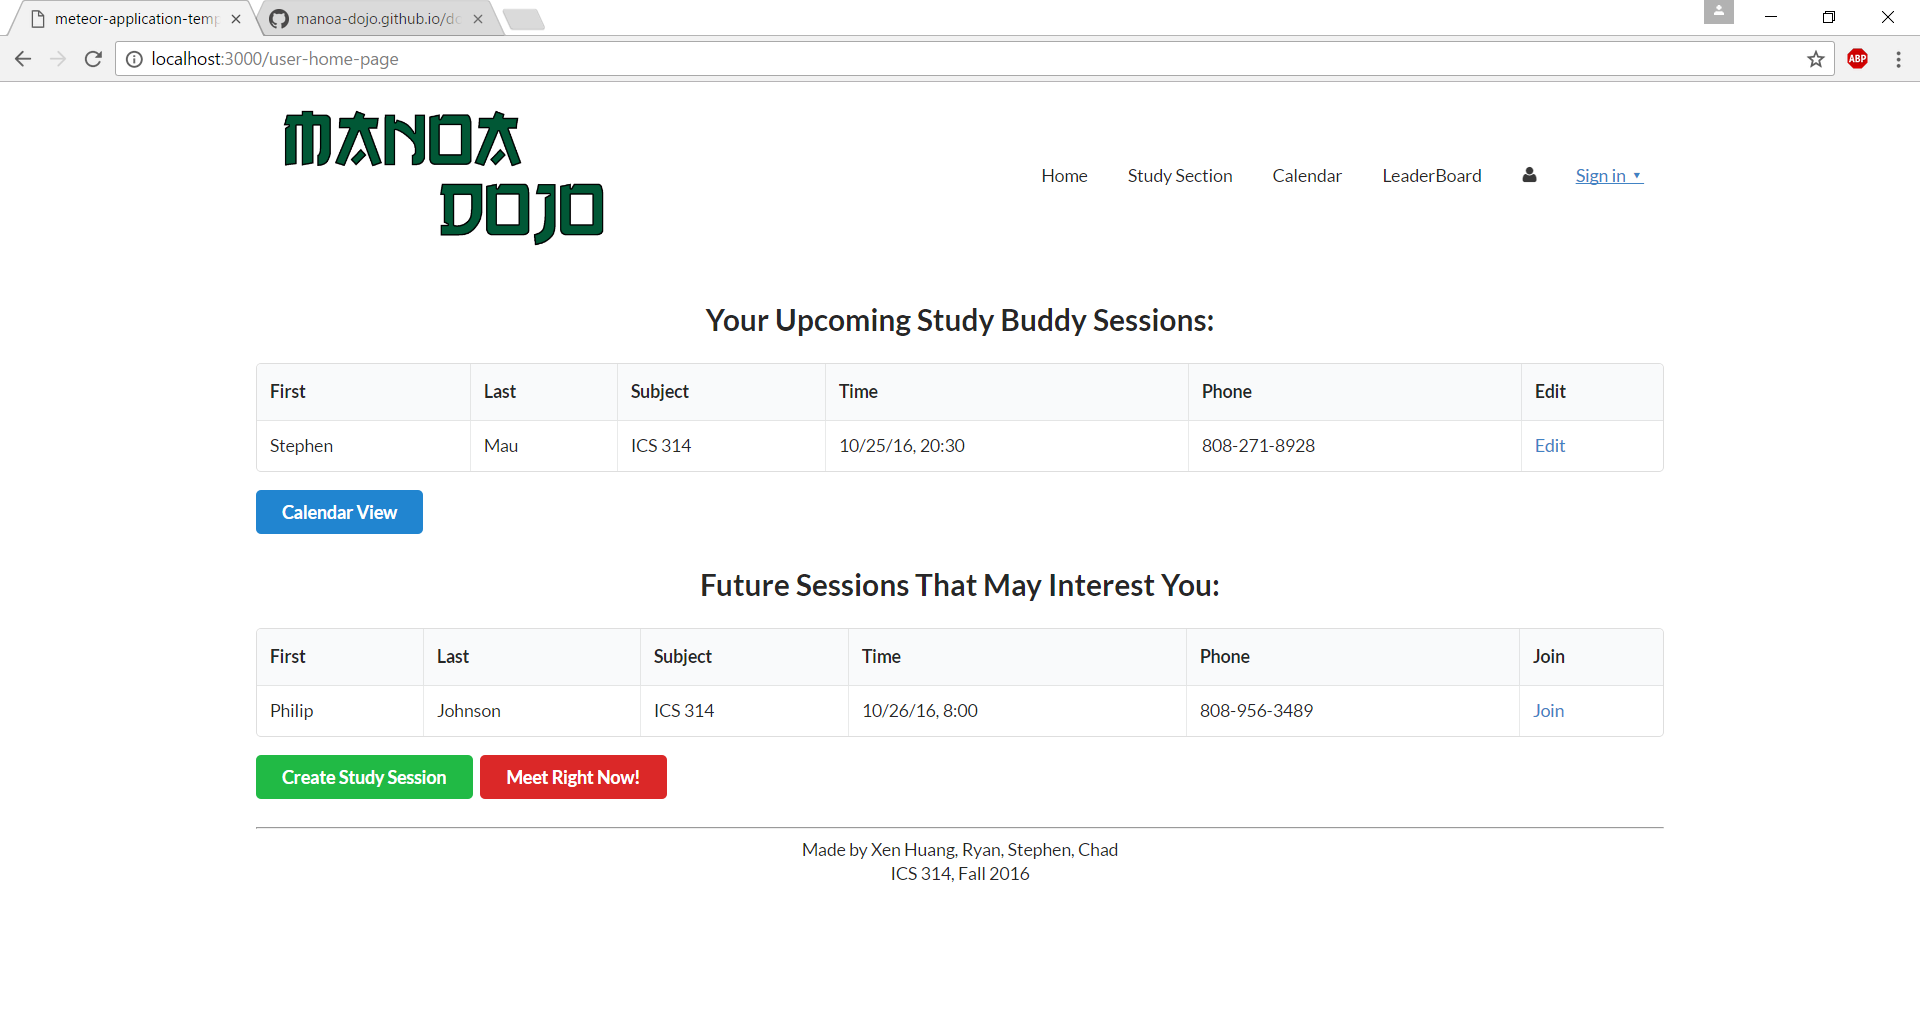 meteor-application-temp
manoa-dojo.github.io/do
localhost:3000/user-home-page
ABP
MANOA
DOJO
Home Study Section Calendar LeaderBoard Sign in
Your Upcoming Study Buddy Sessions:
First Last Subject Time Phone Edit
Stephen Mau ICS 314 10/25/16, 20:30 808-271-8928 Edit
Calendar View
Future Sessions That May Interest You:
First Last Subject Time Phone Join
Philip Johnson ICS 314 10/26/16, 8:00 808-956-3489 Join
Create Study Session Meet Right Now!
Made by Xen Huang, Ryan, Stephen, Chad
ICS 314, Fall 2016